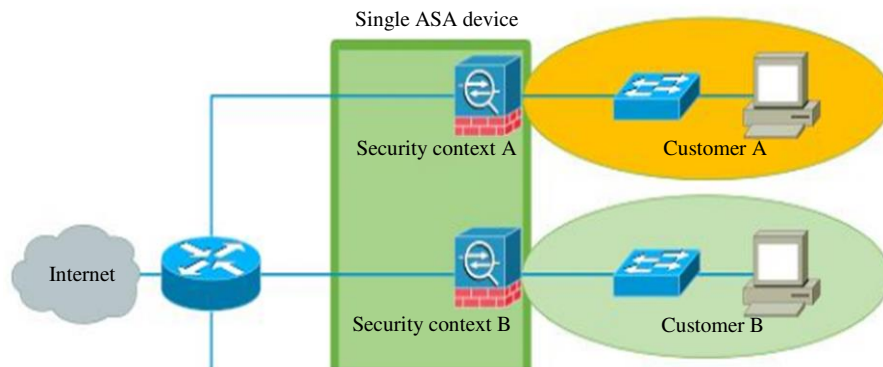 Single ASA device
Security context A
Customer A
Internet
Security context B
Customer B